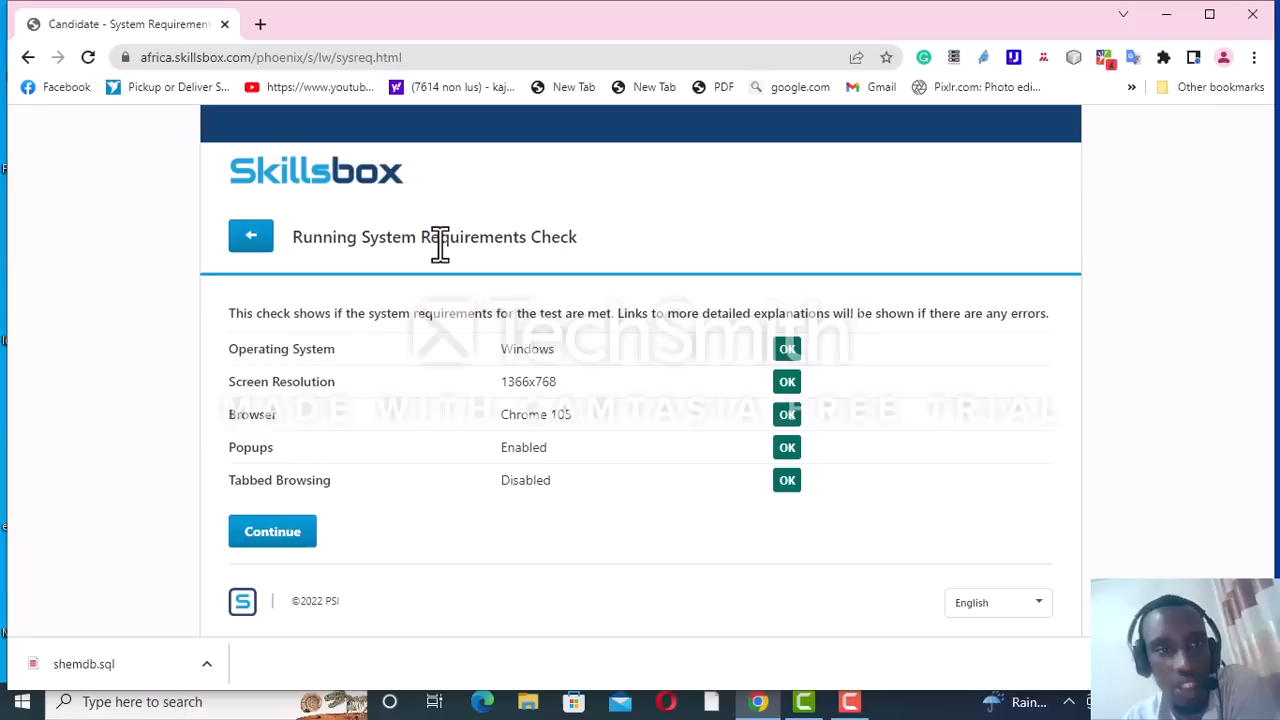 Candidate - System Requirement
africa.skillsbox.com/phoenix/s/lw/sysreq.html
4
Facebook
Pickup or Deliver S...
https://www.youtub...
(7614 non lus) - kaj...
New Tab
New Tab
PDF
google.com
Gmail
Pixlr.com: Photo edi...
»
Other bookmarks
Skillsbox
Running System Requirements Check
This check shows if the system requirements for the test are met. Links to more detailed explanations will be shown if there are any errors.
TechSmith
Operating System Windows OK
Screen Resolution 1366x768 OK
MADE WITH CAMTASIA FREE TRIAL
Browser Chrome 105 OK
Popups Enabled OK
Tabbed Browsing Disabled OK
Continue
S | ©2022 PSI
English
shemdb.sql
Type here to search
Rain...